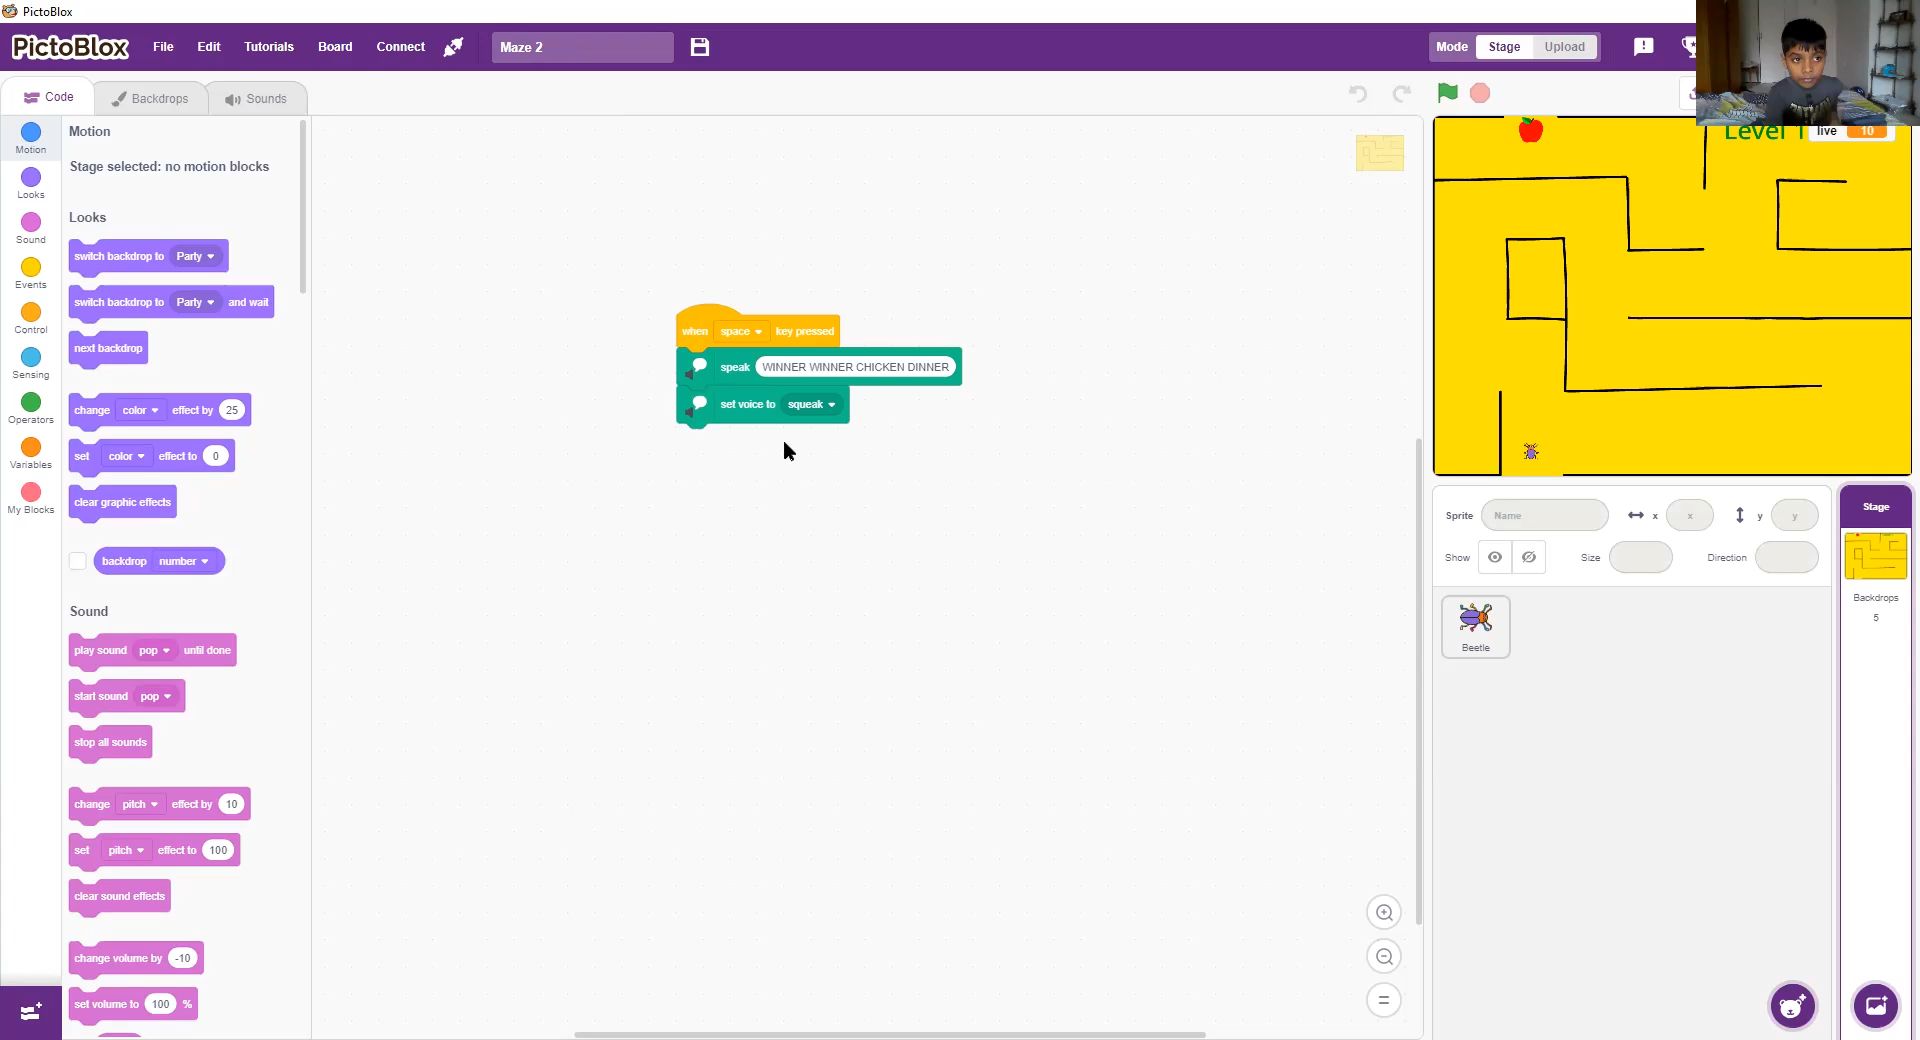 PictoBlox
PictoBlox File Edit Tutorials Board Connect Maze 2 Mode Stage Upload
Code Backdrops Sounds
Motion
Looks
Sound
Events
Control
Sensing
Operators
Variables
My Blocks
Motion
Stage selected: no motion blocks
Looks
switch backdrop to Party
switch backdrop to Party and wait
next backdrop
change color effect by 25
set color effect to 0
clear graphic effects
backdrop number
Sound
play sound pop until done
start sound pop
stop all sounds
change pitch effect by 10
set pitch effect to 100
clear sound effects
change volume by -10
set volume to 100 %
when space key pressed
speak WINNER WINNER CHICKEN DINNER
set voice to squeak
Level 1 live 10
Sprite Name x x y y
Show Size Direction
Beetle
Stage
Backdrops
5